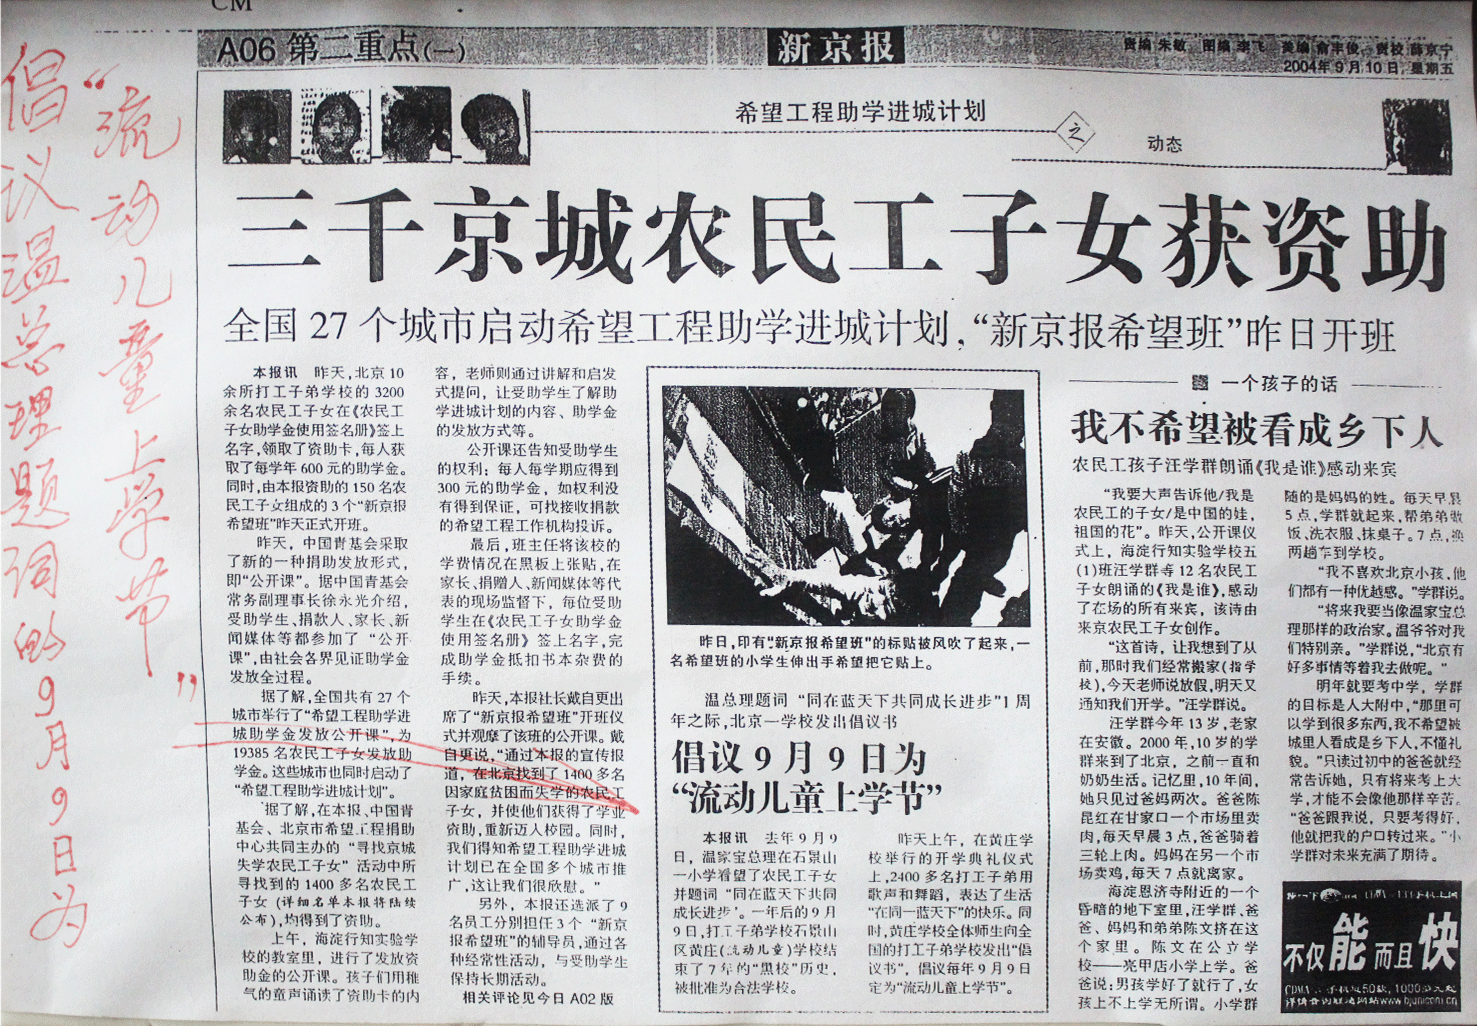 CM
A06 第二重点(一)
新京报
责编 朱敏 图编 李飞 美编 俞丰俊 责校 薛京宁
2004年9月10日,星期五
倡议温总理题词的9月9日为
“流动儿童上学节”
希望工程助学进城计划
之
动态
三千京城农民工子女获资助
全国 27 个城市启动希望工程助学进城计划,“新京报希望班”昨日开班
本报讯 昨天,北京 10
余所打工子弟学校的 3200
余名农民工子女在《农民工
子女助学金使用签名册》签上
名字,领取了资助卡,每人获
取了每学年 600 元的助学金。
同时,由本报资助的 150 名农
民工子女组成的 3 个“新京报
希望班”昨天正式开班。
昨天，中国青基会采取
了新的一种捐助发放形式，
即“公开课”。据中国青基会
常务副理事长徐永光介绍，
受助学生、捐款人、家长、新
闻媒体等都参加了 “公开
课”,由社会各界见证助学金
发放全过程。
据了解,全国共有 27 个
城市举行了“希望工程助学进
城助学金发放公开课”,为
19385 名农民工子女发放助
学金。这些城市也同时启动了
“希望工程助学进城计划”。
据了解,在本报、中国青
基会、北京市希望工程捐助
中心共同主办的 “寻找京城
失学农民工子女” 活动中所
寻找到的 1400 多名农民工
子女 (详细名单本报将陆续
公布),均得到了资助。
上午，海淀行知实验学
校的教室里，进行了发放资
助金的公开课。孩子们用稚
气的童声诵读了资助卡的内
容，老师则通过讲解和启发
式提问，让受助学生了解助
学进城计划的内容、助学金
的发放方式等。
公开课还告知受助学生
的权利：每人每学期应得到
300 元的助学金，如权利没
有得到保证，可找接收捐款
的希望工程工作机构投诉。
最后，班主任将该校的
学费情况在黑板上张贴，在
家长、捐赠人、新闻媒体等代
表的现场监督下，每位受助
学生在《农民工子女助学金
使用签名册》 签上名字,完
成助学金抵扣书本杂费的
手续。
昨天,本报社长戴自更出
席了“新京报希望班”开班仪
式并观摩了该班的公开课。戴
自更说,“通过本报的宣传报
道，在北京找到了 1400 多名
因家庭贫困而失学的农民工
子女，并使他们获得了学业
资助,重新迈入校园。同时,
我们得知希望工程助学进城
计划已在全国多个城市推
广,这让我们很欣慰。”
另外，本报还选派了 9
名员工分别担任 3 个 “新京
报希望班”的辅导员,通过各
种经常性活动，与受助学生
保持长期活动。
相关评论见今日 A02 版
昨日,印有“新京报希望班”的标贴被风吹了起来,一
名希望班的小学生伸出手希望把它贴上。
温总理题词 “同在蓝天下共同成长进步”1 周
年之际,北京一学校发出倡议书
倡议 9 月 9 日为
“流动儿童上学节”
本报讯 去年 9 月 9
日，温家宝总理在石景山
一小学看望了农民工子女
并题词 “同在蓝天下共同
成长进步”。一年后的 9 月
9 日,打工子弟学校石景山
区黄庄(流动儿童)学校结
束了 7 年的“黑校”历史，
被批准为合法学校。
昨天上午，在黄庄学
校举行的开学典礼仪式
上,2400 多名打工子弟用
歌声和舞蹈，表达了生活
“在同一蓝天下”的快乐。同
时,黄庄学校全体师生向全
国的打工子弟学校发出“倡
议书”，倡议每年 9 月 9 日
定为“流动儿童上学节”。
一个孩子的话
我不希望被看成乡下人
农民工孩子汪学群朗诵《我是谁》感动来宾
“我要大声告诉他/我是
农民工的子女/是中国的娃，
祖国的花”。昨天,公开课仪
式上，海淀行知实验学校五
(1)班汪学群等 12 名农民工
子女朗诵的《我是谁》,感动
了在场的所有来宾，该诗由
来京农民工子女创作。
“这首诗，让我想到了从
前,那时我们经常搬家(指学
校),今天老师说放假,明天又
通知我们开学。”汪学群说。
汪学群今年 13 岁,老家
在安徽。2000 年,10 岁的学
群来到北京，之前一直和
奶奶生活。记忆里,10 年间,
她只见过爸妈两次。爸爸陈
昆红在甘家口一个市场里卖
肉,每天早晨 3 点,爸爸骑着
三轮上肉。妈妈在另一个市
场卖鸡,每天 7 点就离家。
海淀恩济寺附近的一个
昏暗的地下室里,汪学群、爸
爸、妈妈和弟弟陈文挤在这
个家里。陈文在公立学
校——亮甲店小学上学。爸
爸说:男孩学好了就行了,女
孩上不上学无所谓。小学群
随的是妈妈的姓。每天早晨
5 点,学群就起来,帮弟弟做
饭、洗衣服、抹桌子。7 点,换
两趟车到学校。
“我不喜欢北京小孩,他
们都有一种优越感。”学群说。
“将来我要当像温家宝总
理那样的政治家。温爷爷对我
们特别亲。”学群说,“北京有
好多事情等着我去做呢。”
明年就要考中学，学群
的目标是人大附中,“那里可
以学到很多东西,我不希望被
城里人看成是乡下人,不懂礼
貌。”只读过初中的爸爸就经
常告诉她，只有将来考上大
学,才能不会像他那样辛苦。
“爸爸跟我说，只要考得好,
他就把我的户口转过来。”小
学群对未来充满了期待。
不仅能而且快
www.bjunicom.cn